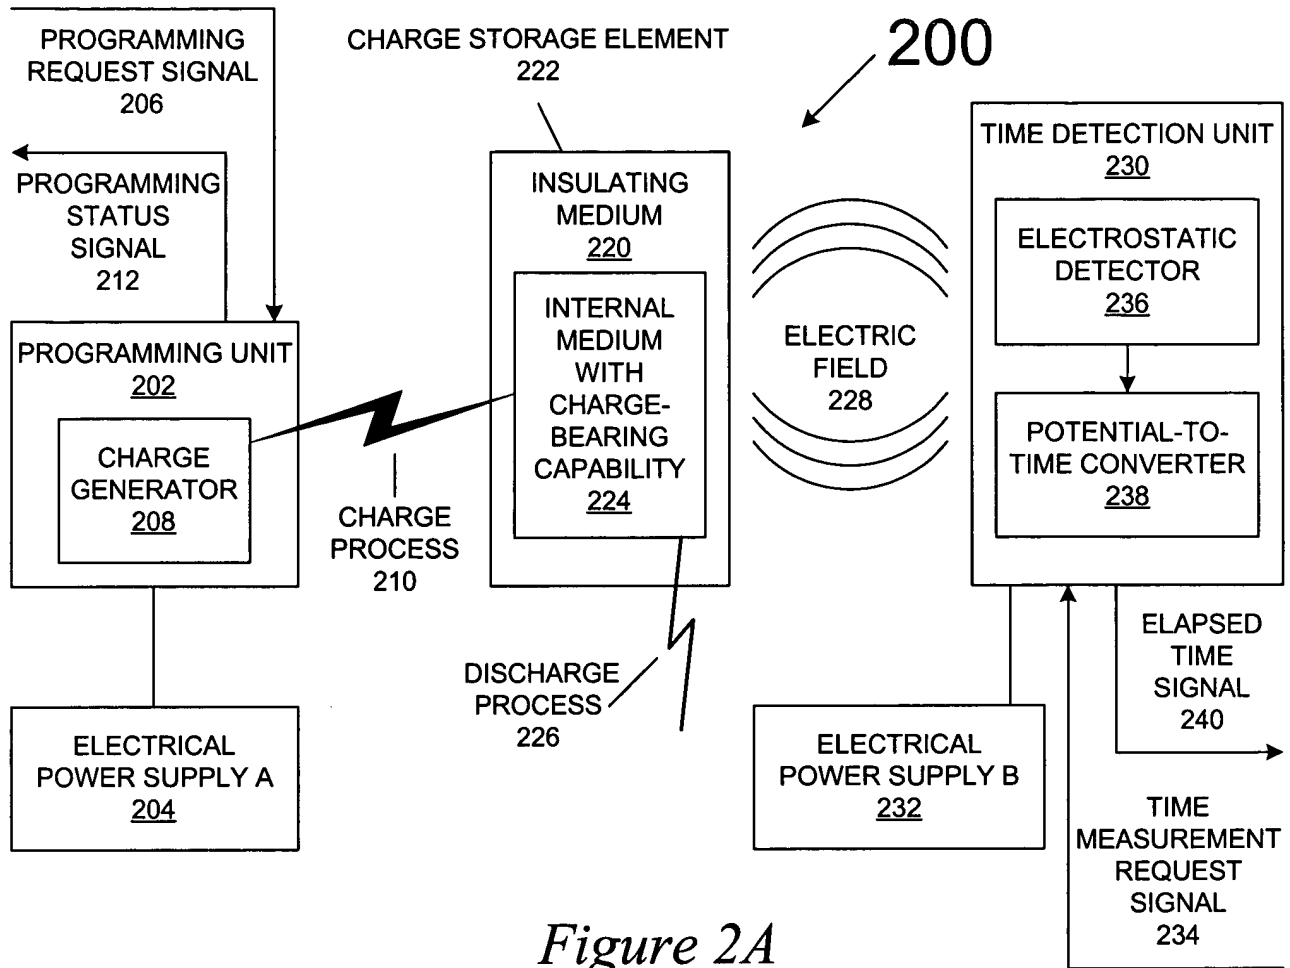 PROGRAMMING
REQUEST SIGNAL
206
PROGRAMMING
STATUS
SIGNAL
212
PROGRAMMING UNIT
202
CHARGE
GENERATOR
208
ELECTRICAL
POWER SUPPLY A
204
CHARGE
PROCESS
210
CHARGE STORAGE ELEMENT
222
INSULATING
MEDIUM
220
INTERNAL
MEDIUM
WITH
CHARGE-
BEARING
CAPABILITY
224
DISCHARGE
PROCESS
226
200
ELECTRIC
FIELD
228
TIME DETECTION UNIT
230
ELECTROSTATIC
DETECTOR
236
POTENTIAL-TO-
TIME CONVERTER
238
ELECTRICAL
POWER SUPPLY B
232
ELAPSED
TIME
SIGNAL
240
TIME
MEASUREMENT
REQUEST
SIGNAL
234
Figure 2A